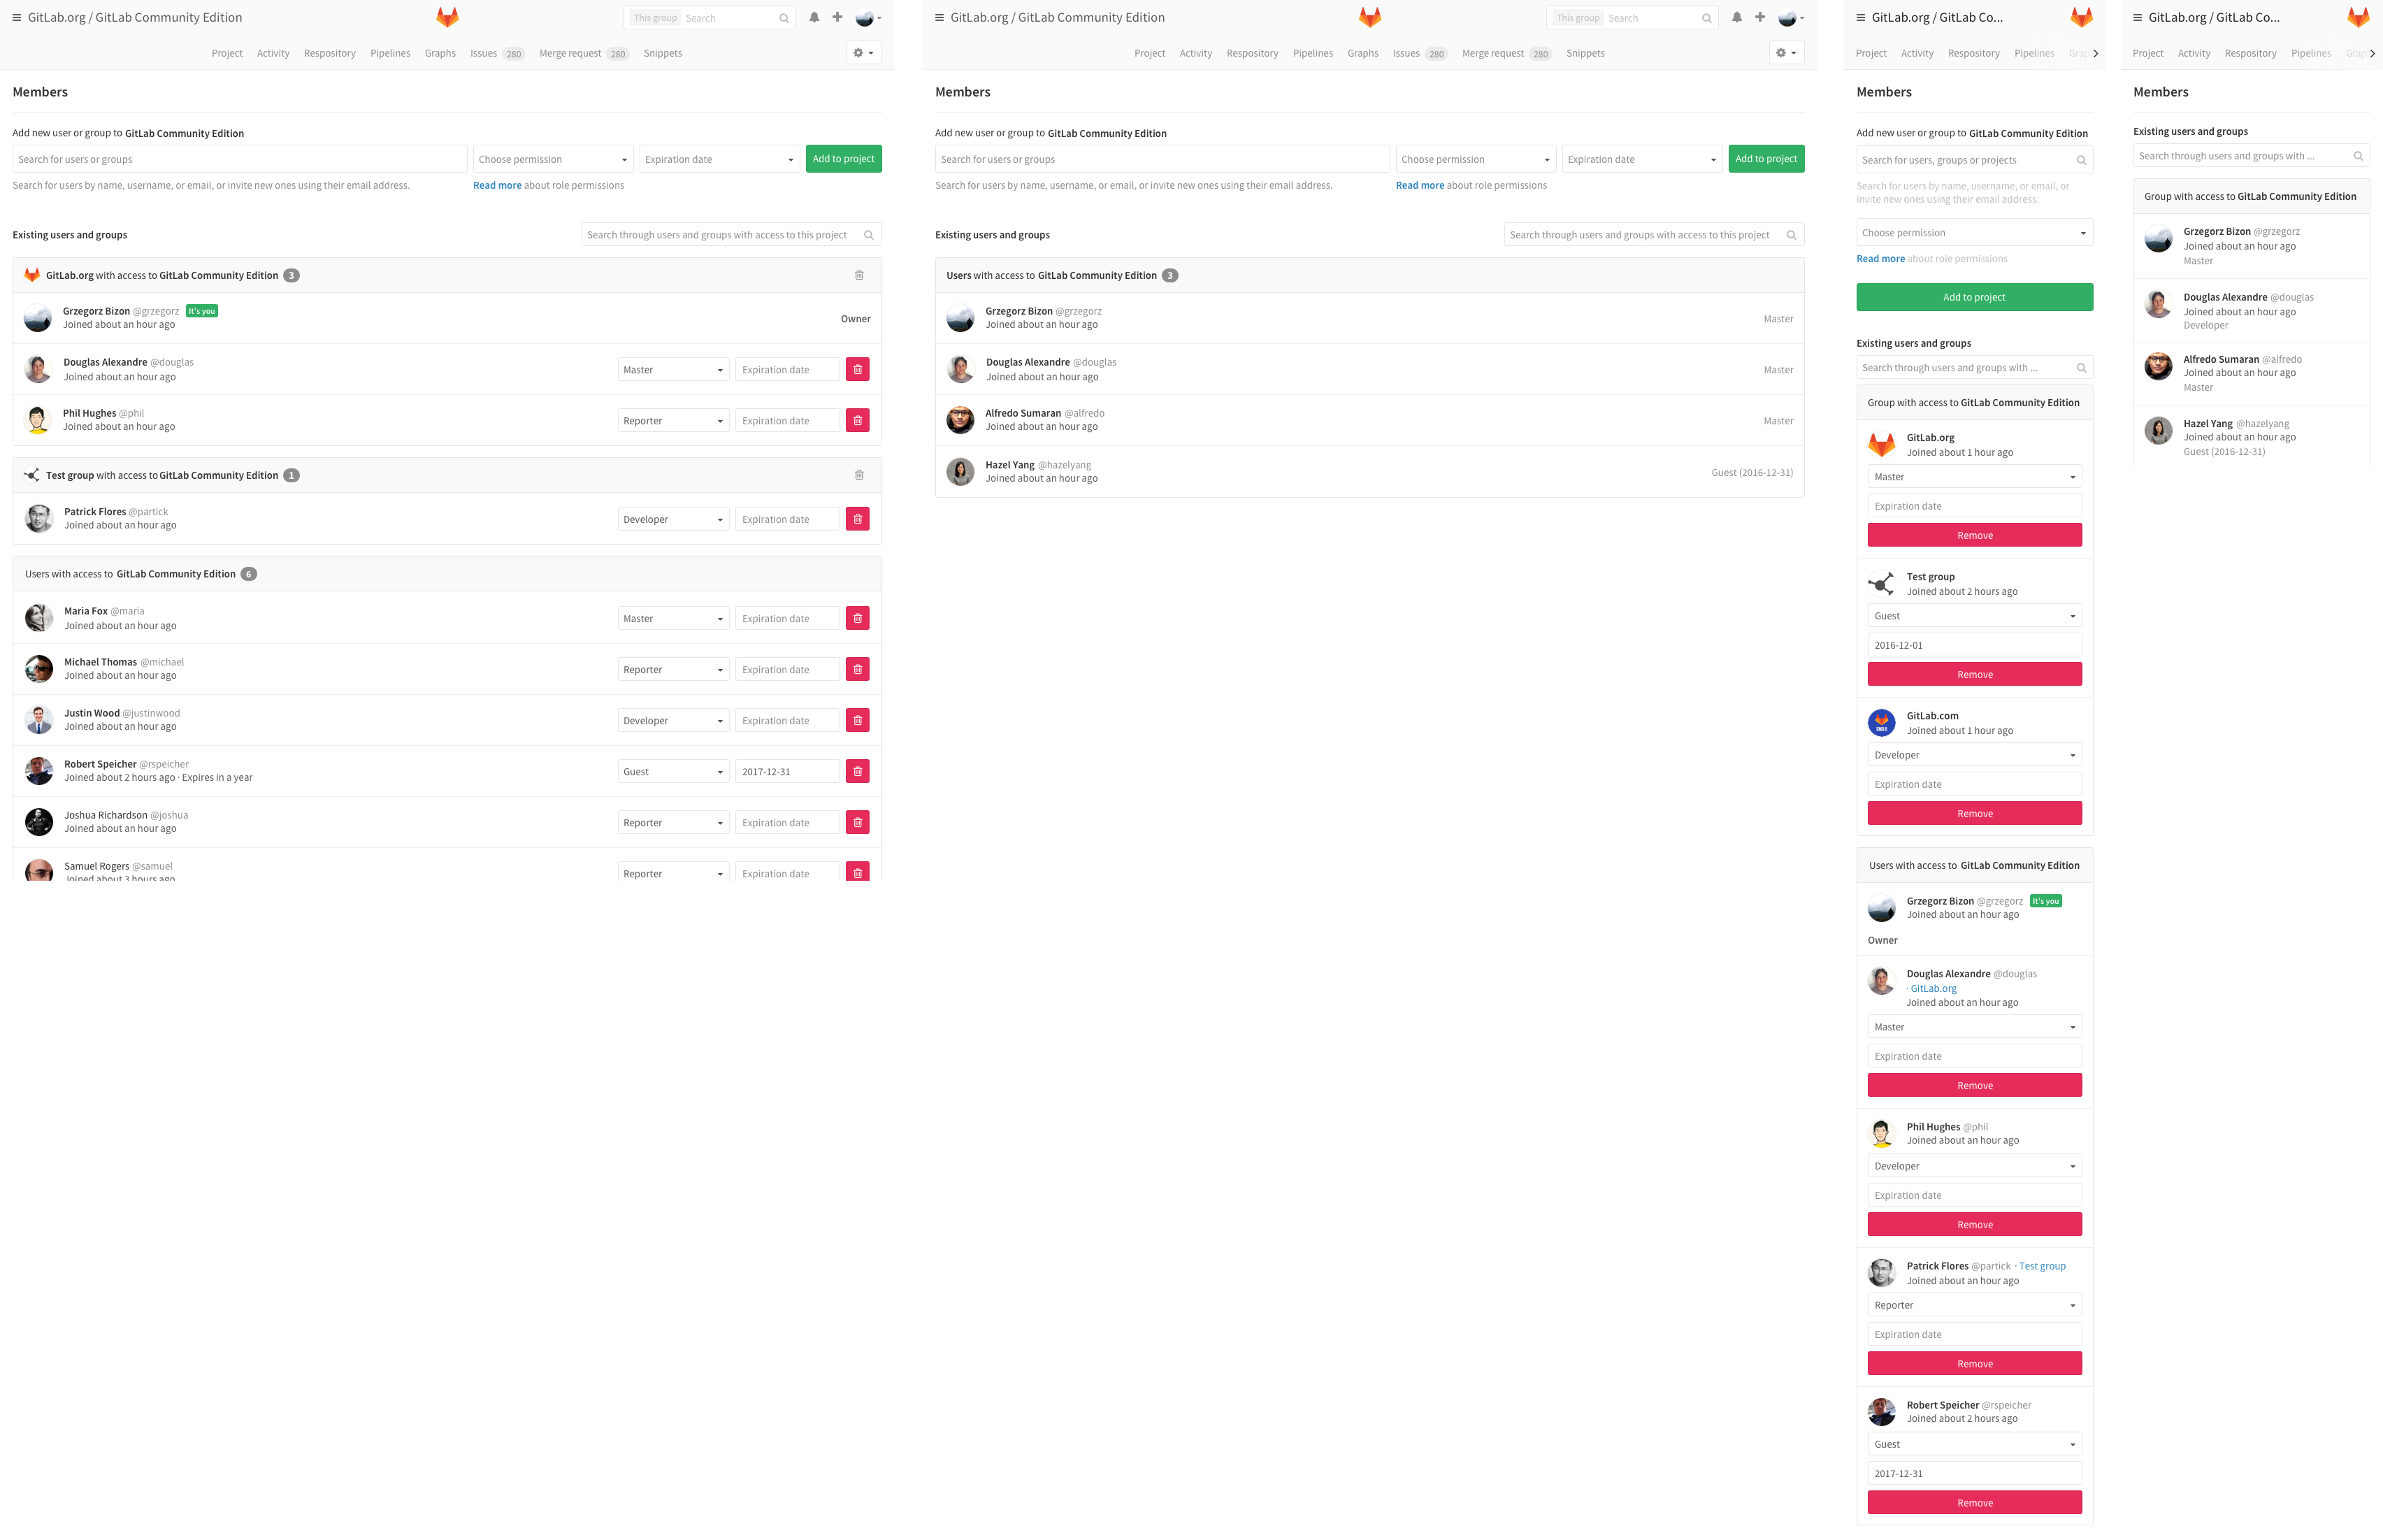 GitLab.org / GitLab Community Edition
This group Search
Project Activity Respository Pipelines Graphs Issues 280 Merge request 280 Snippets
Members
Add new user or group to GitLab Community Edition
Search for users or groups Choose permission Expiration date Add to project
Search for users by name, username, or email, or invite new ones using their email address. Read more about role permissions
Existing users and groups Search through users and groups with access to this project
GitLab.org with access to GitLab Community Edition 3
Grzegorz Bizon @grzegorz It's you
Joined about an hour ago
Owner
Douglas Alexandre @douglas
Joined about an hour ago
Master Expiration date
Phil Hughes @phil
Joined about an hour ago
Reporter Expiration date
Test group with access to GitLab Community Edition 1
Patrick Flores @partick
Joined about an hour ago
Developer Expiration date
Users with access to GitLab Community Edition 6
Maria Fox @maria
Joined about an hour ago
Master Expiration date
Michael Thomas @michael
Joined about an hour ago
Reporter Expiration date
Justin Wood @justinwood
Joined about an hour ago
Developer Expiration date
Robert Speicher @rspeicher
Joined about 2 hours ago · Expires in a year
Guest 2017-12-31
Joshua Richardson @joshua
Joined about an hour ago
Reporter Expiration date
Samuel Rogers @samuel
Joined about 3 hours ago
Reporter Expiration date
GitLab.org / GitLab Community Edition
This group Search
Project Activity Respository Pipelines Graphs Issues 280 Merge request 280 Snippets
Members
Add new user or group to GitLab Community Edition
Search for users or groups Choose permission Expiration date Add to project
Search for users by name, username, or email, or invite new ones using their email address. Read more about role permissions
Existing users and groups Search through users and groups with access to this project
Users with access to GitLab Community Edition 3
Grzegorz Bizon @grzegorz
Joined about an hour ago
Master
Douglas Alexandre @douglas
Joined about an hour ago
Master
Alfredo Sumaran @alfredo
Joined about an hour ago
Master
Hazel Yang @hazelyang
Joined about an hour ago
Guest (2016-12-31)
GitLab.org / GitLab Co...
Project Activity Respository Pipelines Grap
Members
Add new user or group to GitLab Community Edition
Search for users, groups or projects
Search for users by name, username, or email, or
invite new ones using their email address.
Choose permission
Read more about role permissions
Add to project
Existing users and groups
Search through users and groups with ...
Group with access to GitLab Community Edition
GitLab.org
Joined about 1 hour ago
Master
Expiration date
Remove
Test group
Joined about 2 hours ago
Guest
2016-12-01
Remove
GitLab.com
Joined about 1 hour ago
Developer
Expiration date
Remove
Users with access to GitLab Community Edition
Grzegorz Bizon @grzegorz It's you
Joined about an hour ago
Owner
Douglas Alexandre @douglas
· GitLab.org
Joined about an hour ago
Master
Expiration date
Remove
Phil Hughes @phil
Joined about an hour ago
Developer
Expiration date
Remove
Patrick Flores @partick · Test group
Joined about an hour ago
Reporter
Expiration date
Remove
Robert Speicher @rspeicher
Joined about 2 hours ago
Guest
2017-12-31
Remove
GitLab.org / GitLab Co...
Project Activity Respository Pipelines Grap
Members
Existing users and groups
Search through users and groups with ...
Group with access to GitLab Community Edition
Grzegorz Bizon @grzegorz
Joined about an hour ago
Master
Douglas Alexandre @douglas
Joined about an hour ago
Developer
Alfredo Sumaran @alfredo
Joined about an hour ago
Master
Hazel Yang @hazelyang
Joined about an hour ago
Guest (2016-12-31)